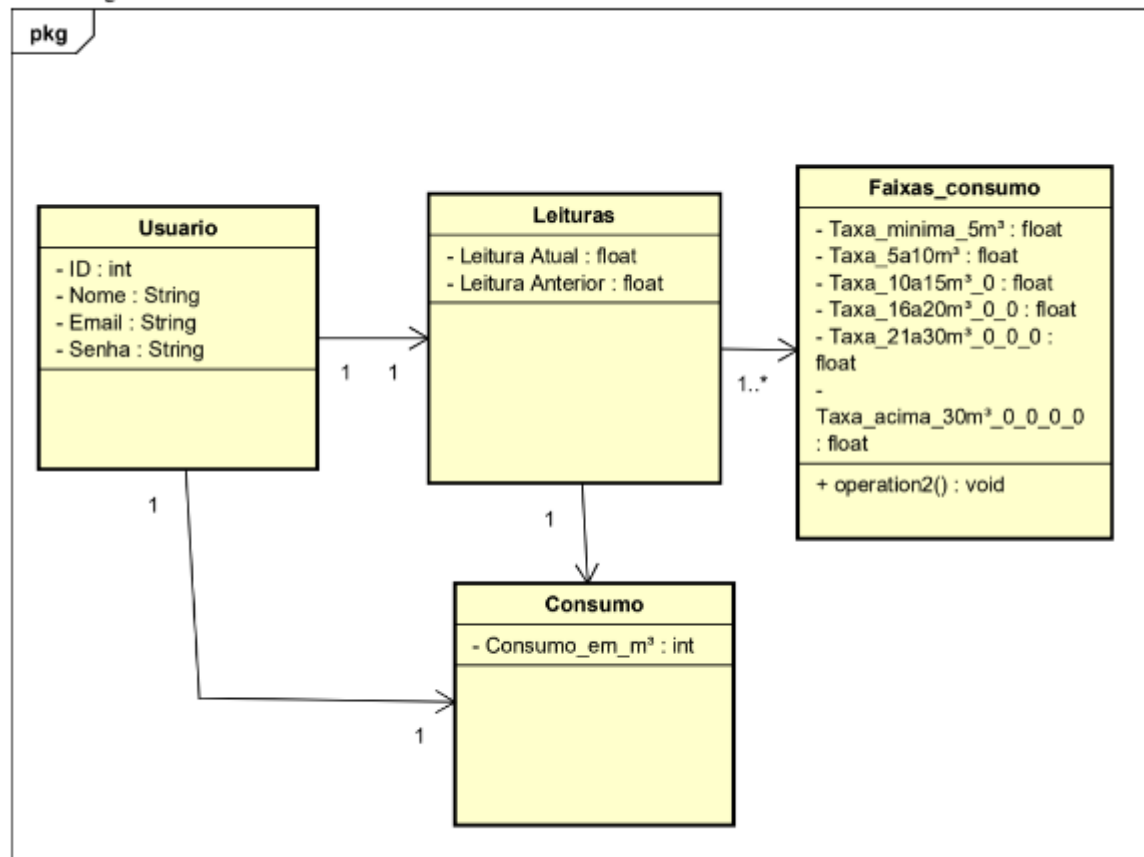 pkg
Usuario
- ID : int
- Nome : String
- Email : String
- Senha : String
Leituras
- Leitura Atual : float
- Leitura Anterior : float
Faixas_consumo
- Taxa_minima_5m³ : float
- Taxa_5a10m³ : float
- Taxa_10a15m³_0 : float
- Taxa_16a20m³_0_0 : float
- Taxa_21a30m³_0_0_0 :
float
-
Taxa_acima_30m³_0_0_0_0
: float
+ operation2() : void
1
1
1..*
1
1
Consumo
- Consumo_em_m³ : int
1